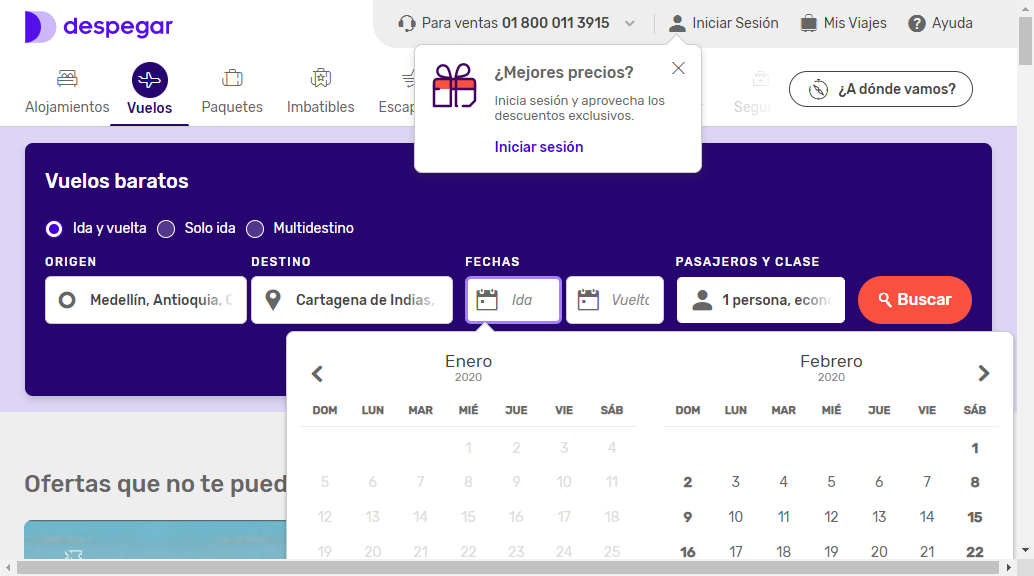 despegar
Para ventas 01 800 011 3915
Iniciar Sesión
Mis Viajes
Ayuda
Alojamientos
Vuelos
Paquetes
Imbatibles
¿A dónde vamos?
¿Mejores precios?
Inicia sesión y aprovecha los
descuentos exclusivos.
Iniciar sesión
Vuelos baratos
Ida y vuelta
Solo ida
Multidestino
ORIGEN
DESTINO
FECHAS
PASAJEROS Y CLASE
Medellín, Antioquia,
Cartagena de Indias,
Ida
Vuelta
1 persona,
Buscar
Enero
2020
DOM LUN MAR MIÉ JUE VIE SÁB
1 2 3 4
5 6 7 8 9 10 11
12 13 14 15 16 17 18
19 20 21 22 23 24 25
Febrero
2020
DOM LUN MAR MIÉ JUE VIE SÁB
1
2 3 4 5 6 7 8
9 10 11 12 13 14 15
16 17 18 19 20 21 22
Ofertas que no te